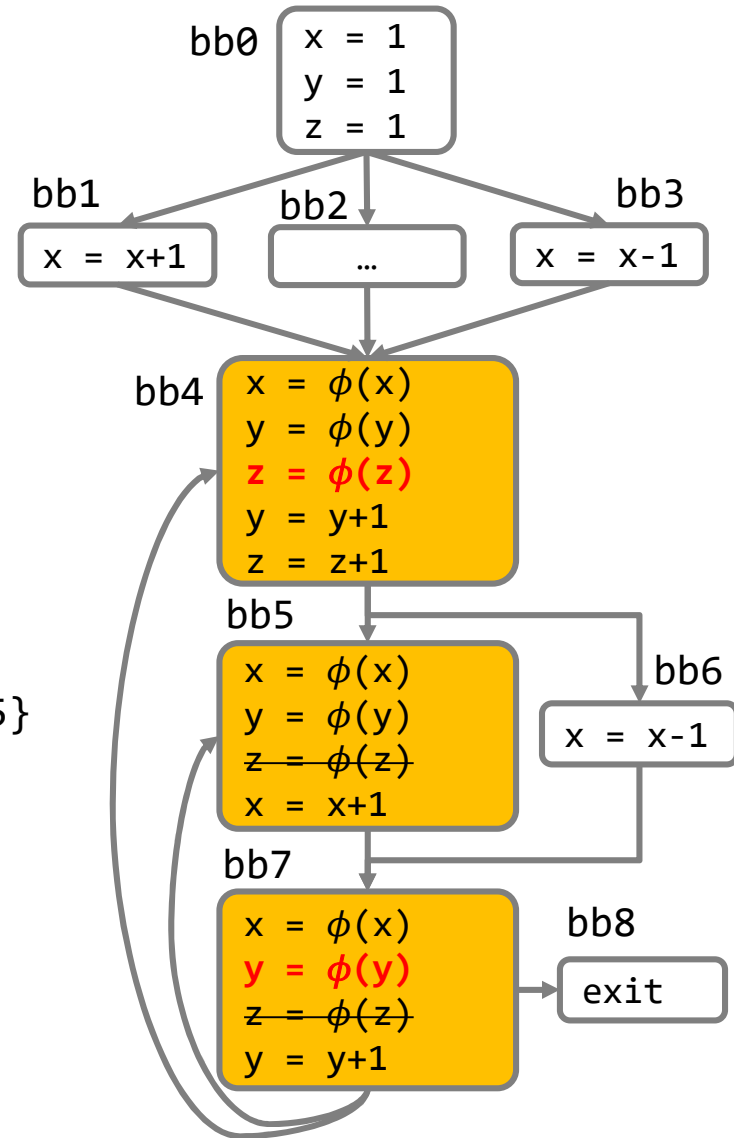 bb0
x = 1
y = 1
z = 1
bb1
bb2
bb3
x = x+1
…
x = x-1
bb4
x = ϕ(x)
y = ϕ(y)
z = ϕ(z)
y = y+1
z = z+1
bb5
x = ϕ(x)
y = ϕ(y)
z = ϕ(z)
x = x+1
bb6
x = x-1
5}
bb7
x = ϕ(x)
y = ϕ(y)
z = ϕ(z)
y = y+1
bb8
exit